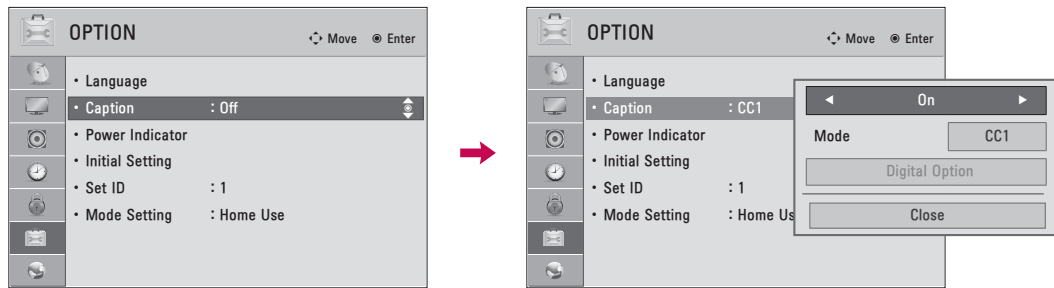 OPTION
Move Enter
• Language
• Caption : Off
• Power Indicator
• Initial Setting
• Set ID : 1
• Mode Setting : Home Use
OPTION
Move Enter
• Language
• Caption : CC1
• Power Indicator
• Initial Setting
• Set ID : 1
• Mode Setting : Home Us
◄ On ►
Mode CC1
Digital Option
Close